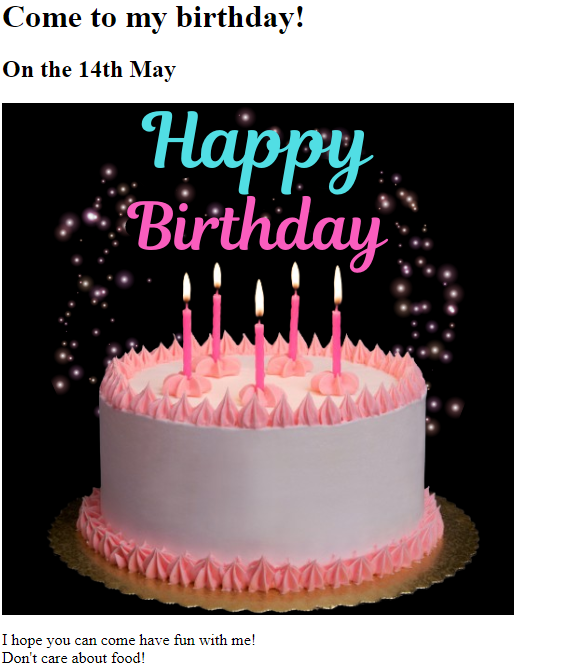 Come to my birthday!
On the 14th May
Happy
Birthday
I hope you can come have fun with me!
Don't care about food!